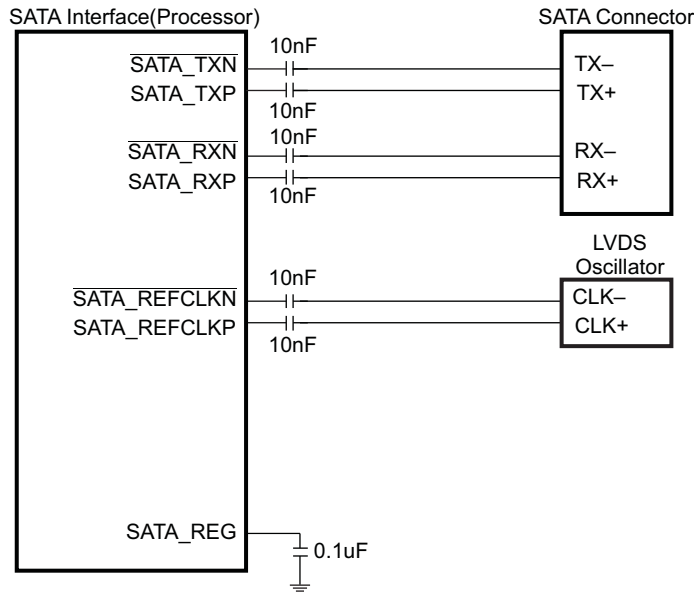 SATA Interface(Processor)
SATA Connector
10nF
SATA_TXN
TX–
SATA_TXP
TX+
10nF
10nF
SATA_RXN
RX–
SATA_RXP
RX+
10nF
LVDS
Oscillator
10nF
SATA_REFCLKN
CLK–
SATA_REFCLKP
CLK+
10nF
SATA_REG
0.1uF